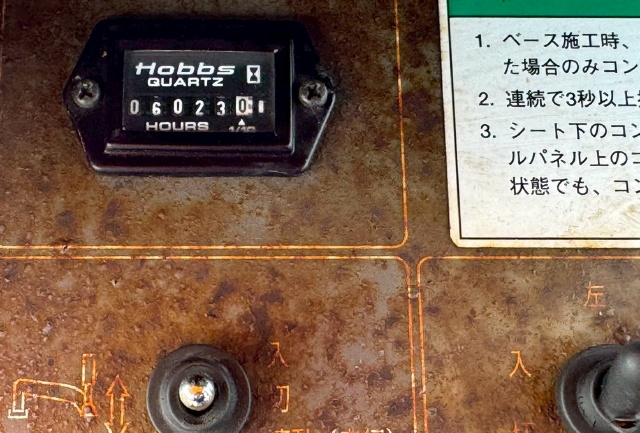 Hobbs
QUARTZ
060230
HOURS 1/10
1. ベース施工時、
た場合のみコン
2. 連続で3秒以上
3. シート下のコン
ルパネル上のコ
状態でも、コン
左
入
入